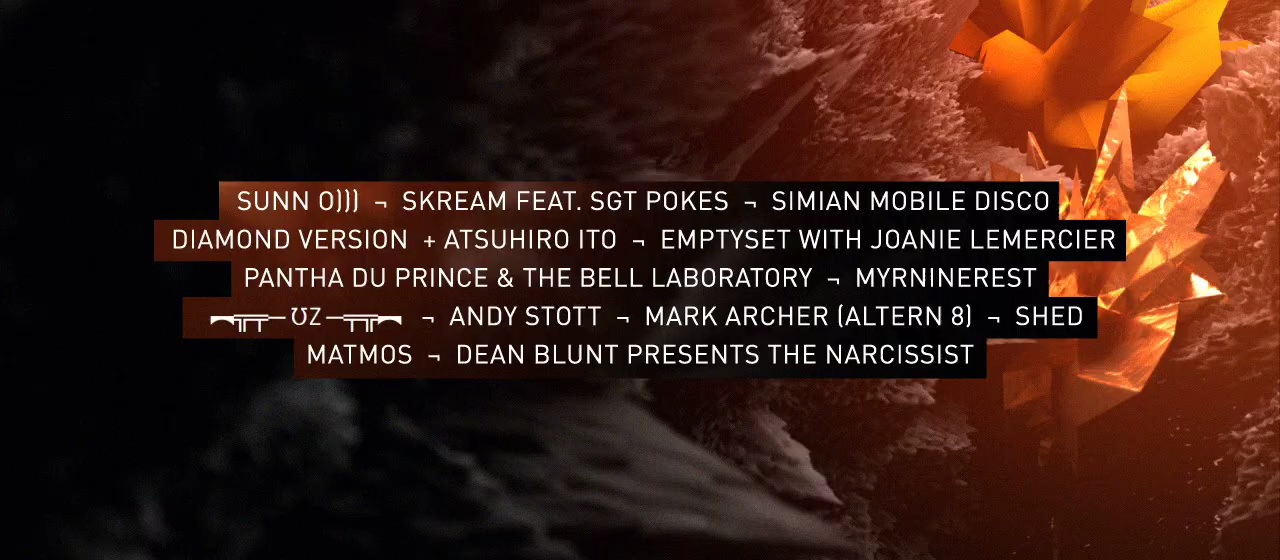 SUNN O))) ¬ SKREAM FEAT. SGT POKES ¬ SIMIAN MOBILE DISCO
DIAMOND VERSION + ATSUHIRO ITO ¬ EMPTYSET WITH JOANIE LEMERCIER
PANTHA DU PRINCE & THE BELL LABORATORY ¬ MYRNINEREST
▄︻╦╤─ ƱZ ─╤╦︻▄ ¬ ANDY STOTT ¬ MARK ARCHER (ALTERN 8) ¬ SHED
MATMOS ¬ DEAN BLUNT PRESENTS THE NARCISSIST